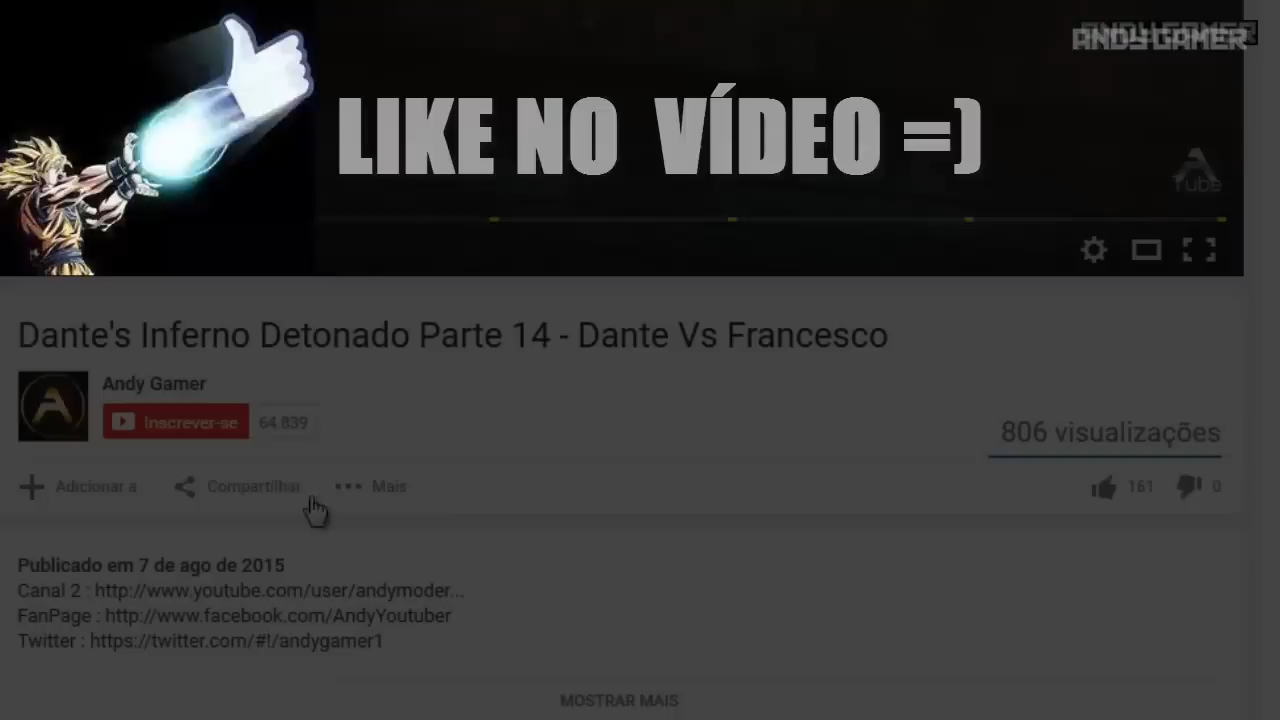 ANDY GAMER
LIKE NO VÍDEO =)
Tube
Dante's Inferno Detonado Parte 14 - Dante Vs Francesco
Andy Gamer
Inscrever-se 64.839
806 visualizações
Adicionar a Compartilhar Mais 161 0
Publicado em 7 de ago de 2015
Canal 2 : http://www.youtube.com/user/andymoder...
FanPage : http://www.facebook.com/AndyYoutuber
Twitter : https://twitter.com/#!/andygamer1
MOSTRAR MAIS